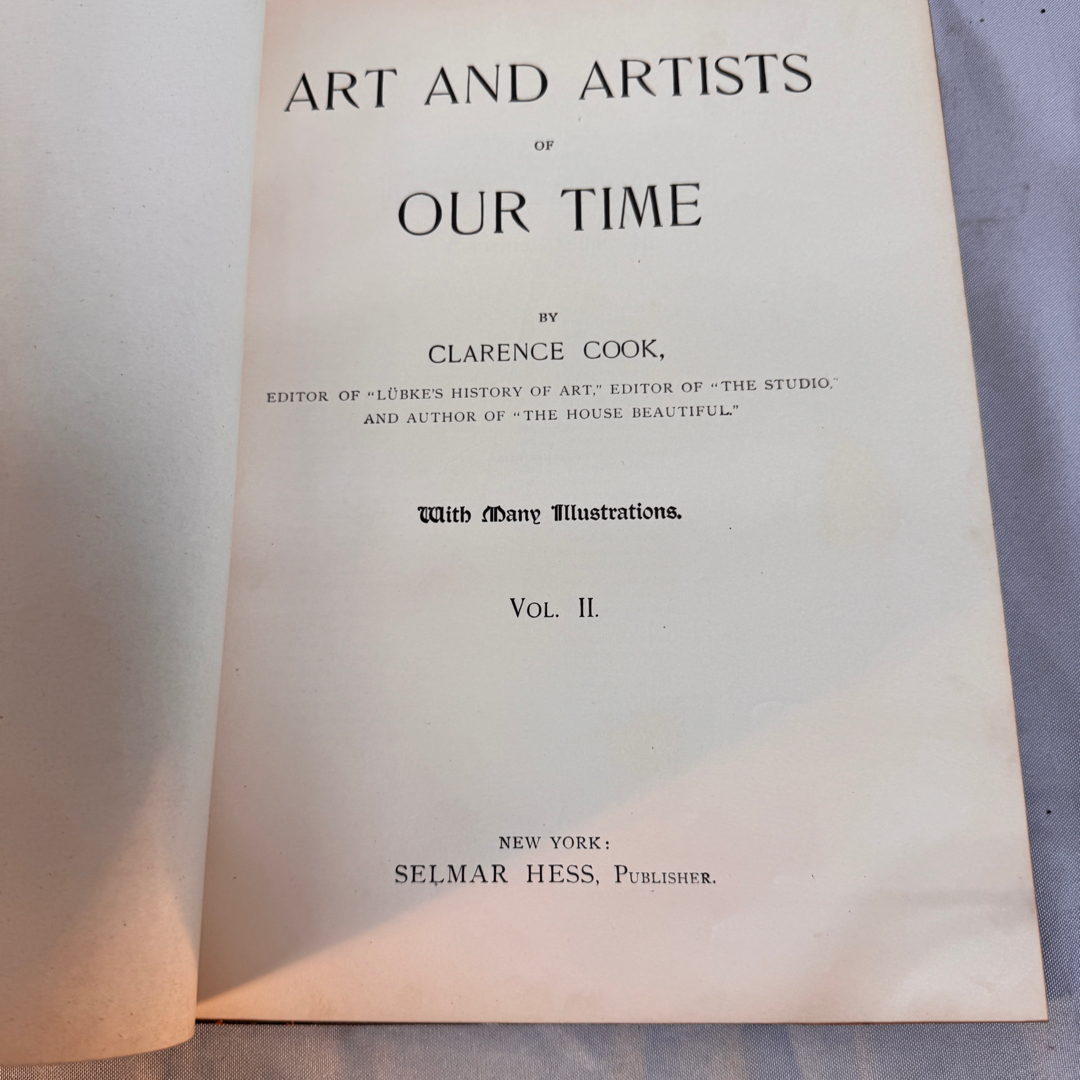 ART AND ARTISTS
OF
OUR TIME
BY
CLARENCE COOK,
EDITOR OF "LÜBKE'S HISTORY OF ART," EDITOR OF "THE STUDIO,"
AND AUTHOR OF "THE HOUSE BEAUTIFUL."
With Many Illustrations.
VOL. II.
NEW YORK:
SELMAR HESS, PUBLISHER.